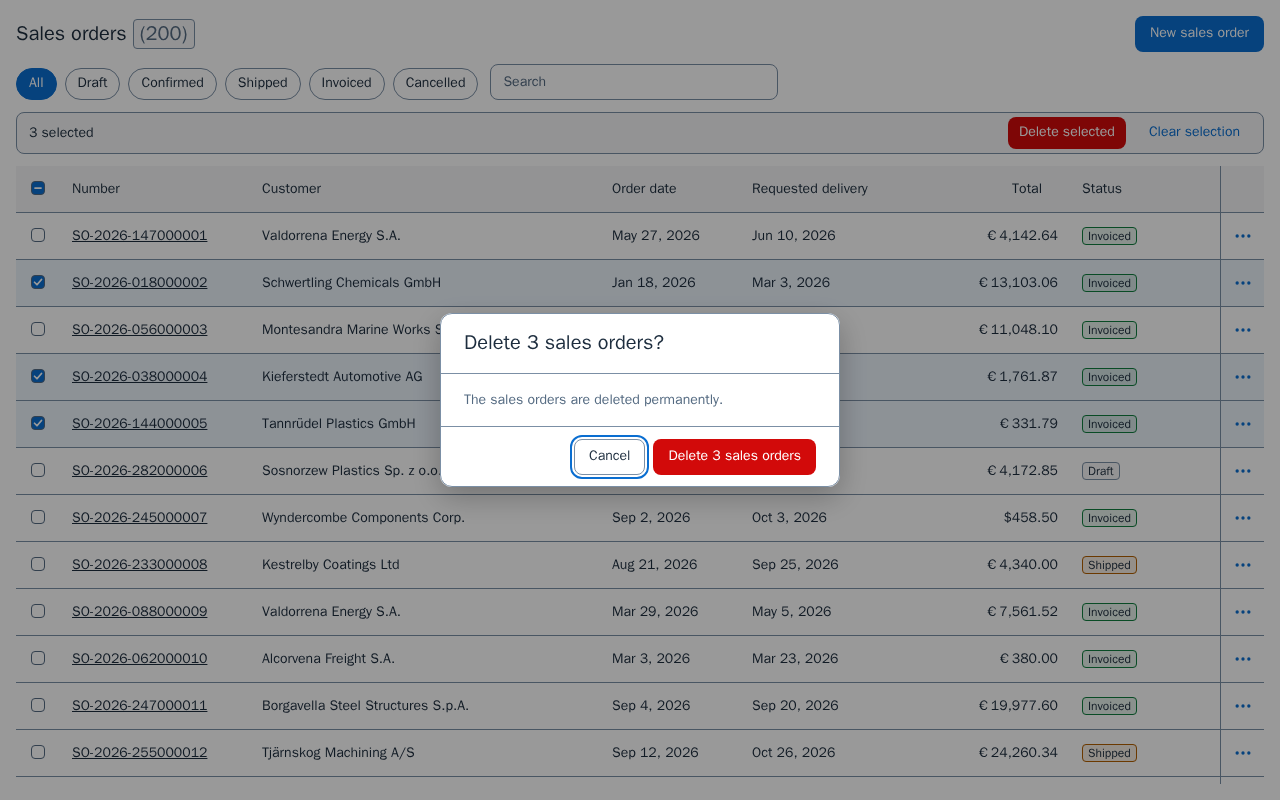 Sales orders (200)
New sales order
All Draft Confirmed Shipped Invoiced Cancelled Search
3 selected Delete selected Clear selection
Number Customer Order date Requested delivery Total Status
SO-2026-147000001 Valdorrena Energy S.A. May 27, 2026 Jun 10, 2026 € 4,142.64 Invoiced
SO-2026-018000002 Schwertling Chemicals GmbH Jan 18, 2026 Mar 3, 2026 € 13,103.06 Invoiced
SO-2026-056000003 Montesandra Marine Works € 11,048.10 Invoiced
SO-2026-038000004 Kieferstedt Automotive AG € 1,761.87 Invoiced
SO-2026-144000005 Tannrüdel Plastics GmbH € 331.79 Invoiced
SO-2026-282000006 Sosnorzew Plastics Sp. z o.o. € 4,172.85 Draft
SO-2026-245000007 Wyndercombe Components Corp. Sep 2, 2026 Oct 3, 2026 $458.50 Invoiced
SO-2026-233000008 Kestrelby Coatings Ltd Aug 21, 2026 Sep 25, 2026 € 4,340.00 Shipped
SO-2026-088000009 Valdorrena Energy S.A. Mar 29, 2026 May 5, 2026 € 7,561.52 Invoiced
SO-2026-062000010 Alcorvena Freight S.A. Mar 3, 2026 Mar 23, 2026 € 380.00 Invoiced
SO-2026-247000011 Borgavella Steel Structures S.p.A. Sep 4, 2026 Sep 20, 2026 € 19,977.60 Invoiced
SO-2026-255000012 Tjärnskog Machining A/S Sep 12, 2026 Oct 26, 2026 € 24,260.34 Shipped
Delete 3 sales orders?
The sales orders are deleted permanently.
Cancel Delete 3 sales orders